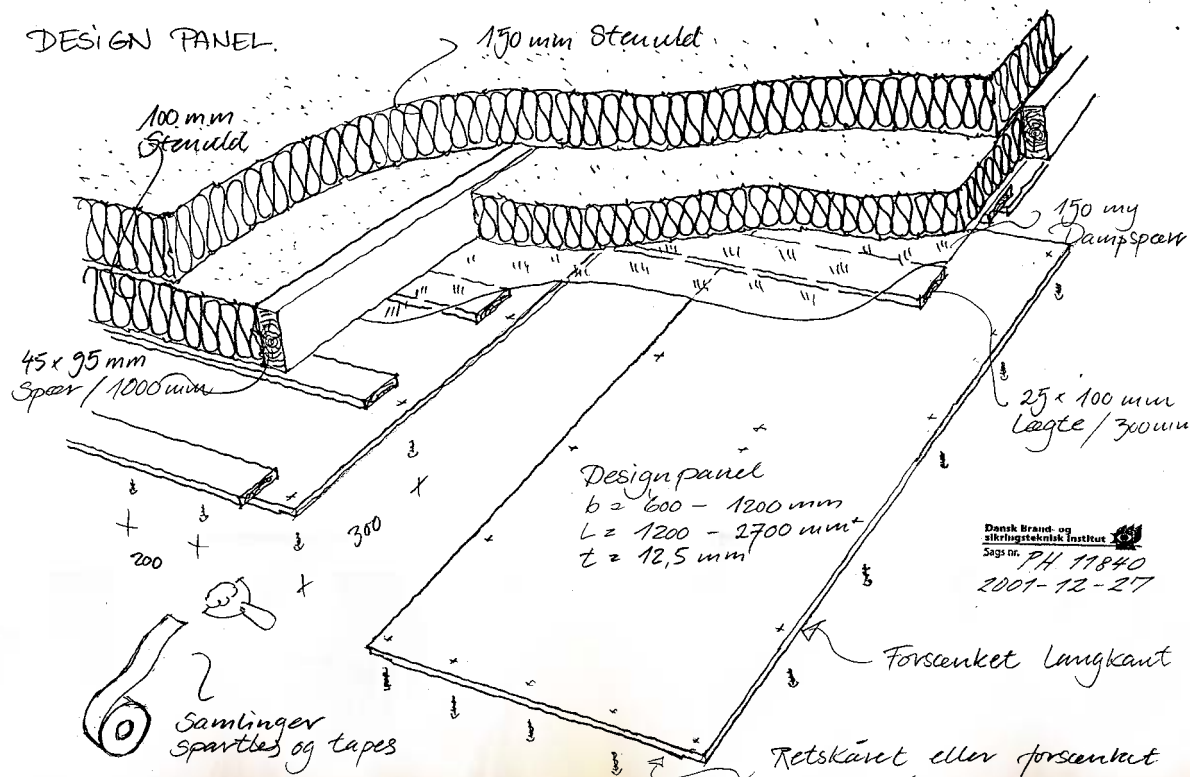 DESIGN PANEL.
150 mm Stenuld
100 mm
Stenuld
150 my
Dampspærr
45 x 95 mm
Spær / 1000 mm
25 x 100 mm
Lægte / 300 mm
Designpanel
b = 600 - 1200 mm
L = 1200 - 2700 mm
t = 12,5 mm
300
200
Dansk Brand- og
sikringsteknisk Institut
Sags nr. PH 11840
2001-12-27
Forsænket Langkant
Samlinger
spartles og tapes
Retskåret eller forsænket